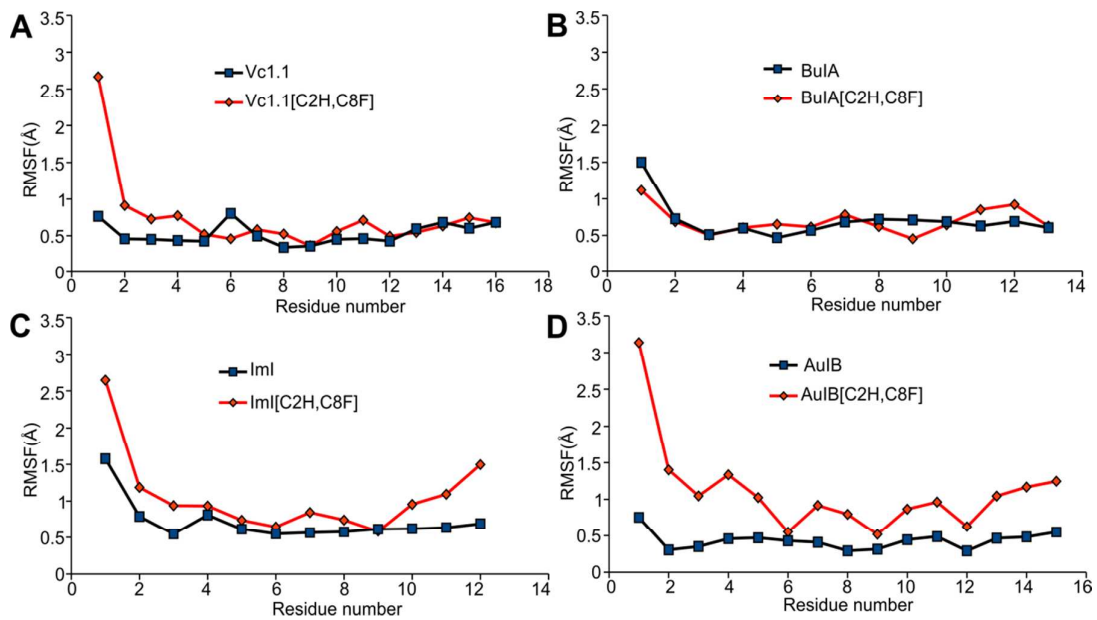 A
3.5
3
2.5
2
1.5
1
0.5
0
RMSF(Å)
Vc1.1
Vc1.1[C2H,C8F]
0 2 4 6 8 10 12 14 16 18
Residue number
B
3.5
3
2.5
2
1.5
1
0.5
0
RMSF(Å)
BuIA
BuIA[C2H,C8F]
0 2 4 6 8 10 12 14
Residue number
C
3.5
3
2.5
2
1.5
1
0.5
0
RMSF(Å)
ImI
ImI[C2H,C8F]
0 2 4 6 8 10 12 14
Residue number
D
3.5
3
2.5
2
1.5
1
0.5
0
RMSF(Å)
AuIB
AuIB[C2H,C8F]
0 2 4 6 8 10 12 14 16
Residue number